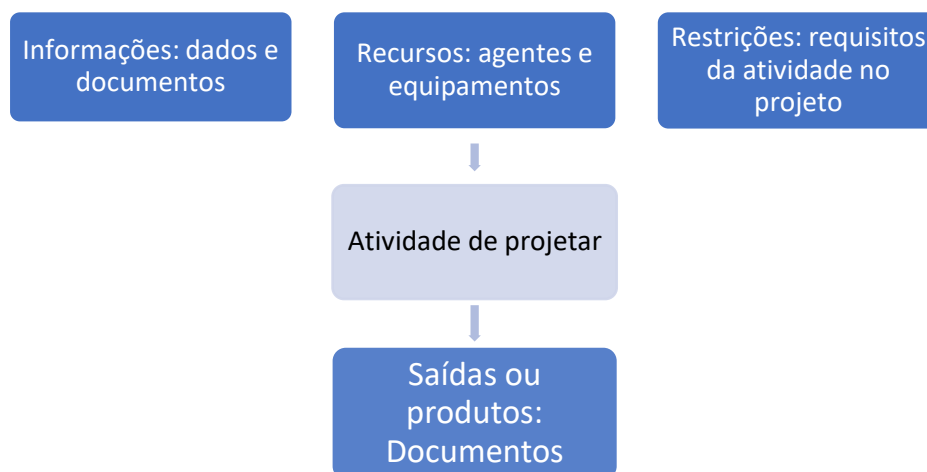 Informações: dados e
documentos
Recursos: agentes e
equipamentos
Restrições: requisitos
da atividade no
projeto
Atividade de projetar
Saídas ou
produtos:
Documentos